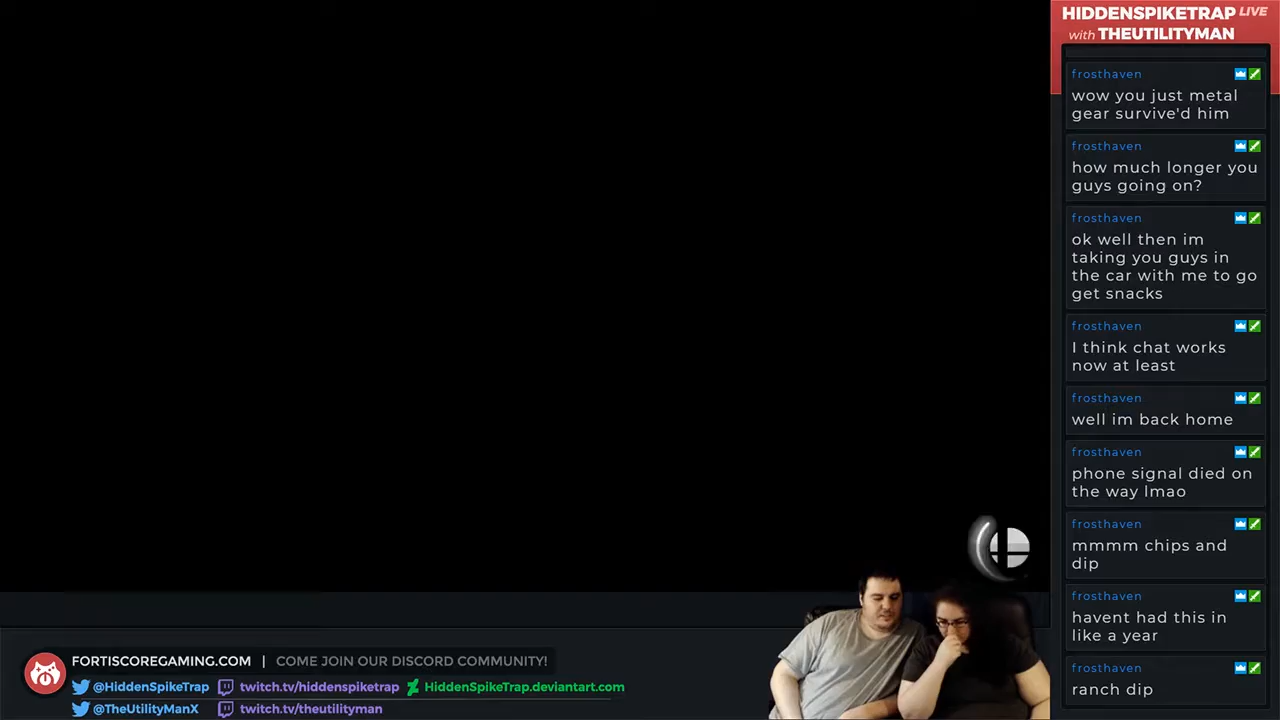 HIDDENSPIKETRAP LIVE
with THEUTILITYMAN
frosthaven
wow you just metal
gear survive'd him
frosthaven
how much longer you
guys going on?
frosthaven
ok well then im
taking you guys in
the car with me to go
get snacks
frosthaven
I think chat works
now at least
frosthaven
well im back home
frosthaven
phone signal died on
the way lmao
frosthaven
mmmm chips and
dip
frosthaven
havent had this in
like a year
frosthaven
ranch dip
FORTISCOREGAMING.COM | COME JOIN OUR DISCORD COMMUNITY!
@HiddenSpikeTrap twitch.tv/hiddenspiketrap HiddenSpikeTrap.deviantart.com
@TheUtilityManX twitch.tv/theutilityman